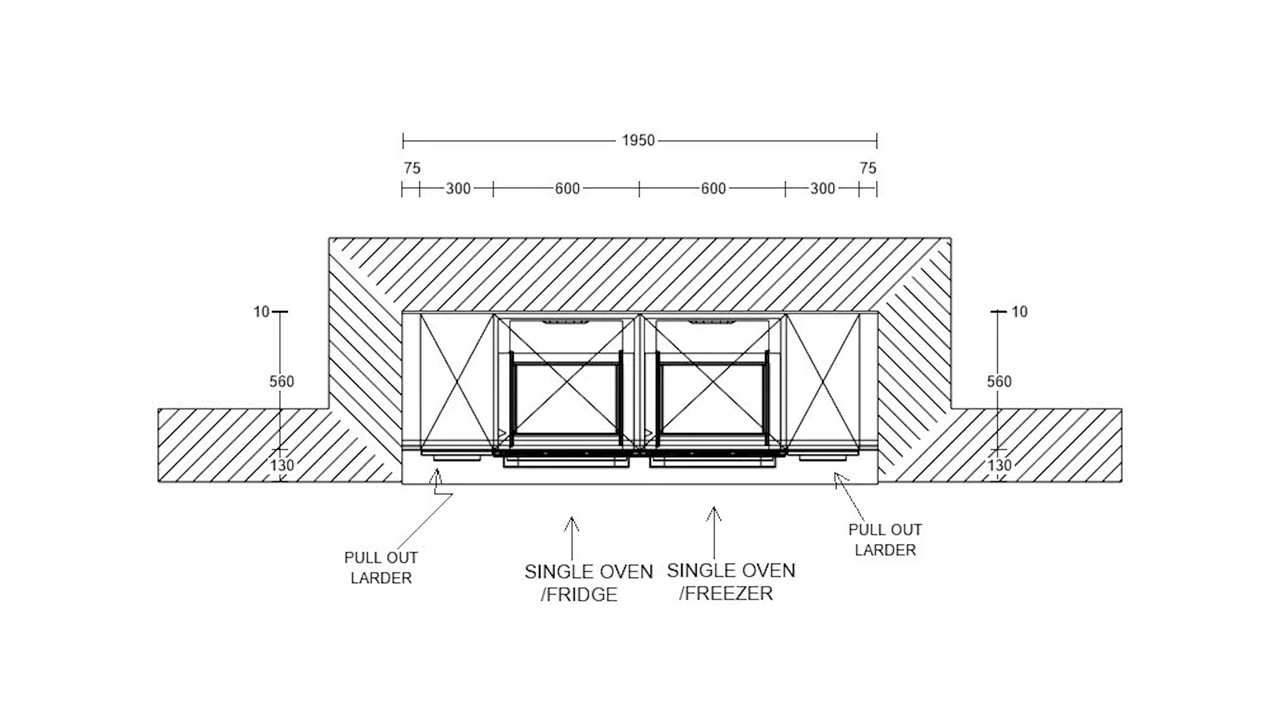 1950
75 75
300 600 600 300
10 10
560 560
130 130
PULL OUT
LARDER
SINGLE OVEN
/FRIDGE
SINGLE OVEN
/FREEZER
PULL OUT
LARDER